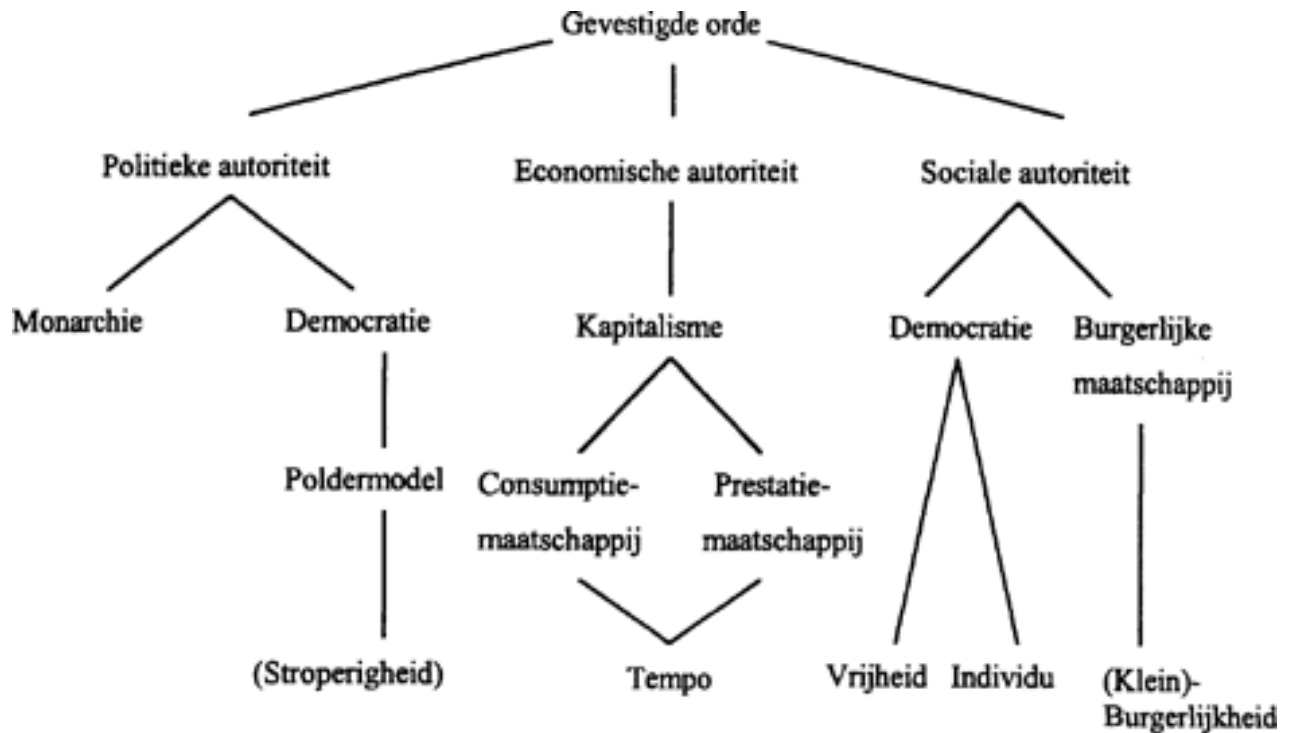 Gevestigde orde
Politieke autoriteit
Economische autoriteit
Sociale autoriteit
Monarchie
Democratie
Kapitalisme
Democratie
Burgerlijke
maatschappij
Poldermodel
Consumptie-
maatschappij
Prestatie-
maatschappij
(Stroperigheid)
Tempo
Vrijheid
Individu
(Klein)-
Burgerlijkheid